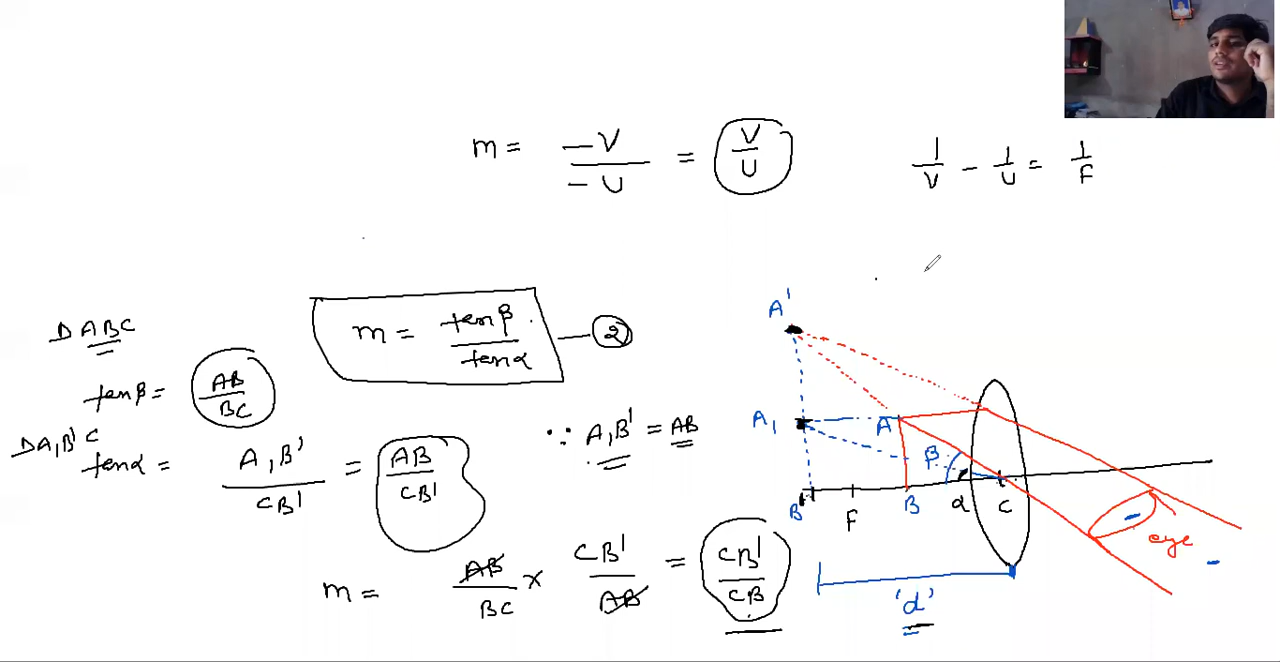 m = -V / -U = V/U
1/V - 1/U = 1/F
m = tanβ / tanα — 2
Δ ABC
tanβ = AB/BC
Δ A₁B'C
tanα = A₁B' / CB' = AB / CB'
∵ A₁B' = AB
m = AB/BC × CB'/AB = CB'/CB
A'
A₁
A
β
B'
F
B
α
C
eye
'd'